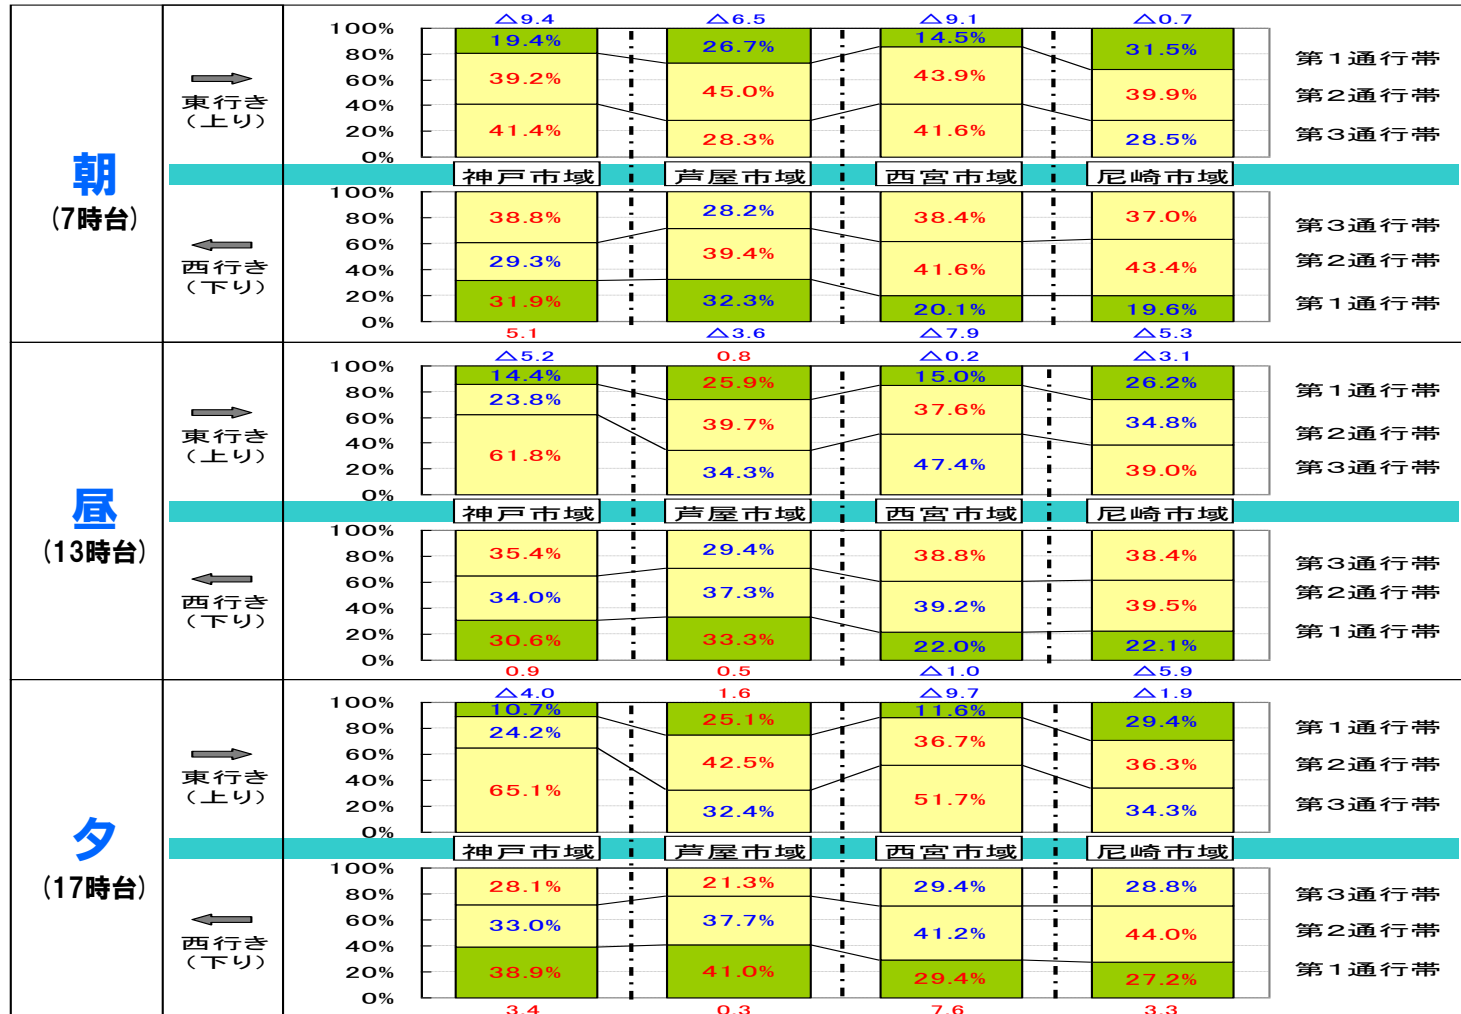 朝
(7時台)
東行き
(上り)
△9.4 △6.5 △9.1 △0.7
100%
80%
60%
40%
20%
0%
19.4% 26.7% 14.5% 31.5% 第1通行帯
39.2% 45.0% 43.9% 39.9% 第2通行帯
41.4% 28.3% 41.6% 28.5% 第3通行帯
神戸市域 芦屋市域 西宮市域 尼崎市域
西行き
(下り)
100%
80%
60%
40%
20%
0%
38.8% 28.2% 38.4% 37.0% 第3通行帯
29.3% 39.4% 41.6% 43.4% 第2通行帯
31.9% 32.3% 20.1% 19.6% 第1通行帯
5.1 △3.6 △7.9 △5.3
昼
(13時台)
東行き
(上り)
△5.2 0.8 △0.2 △3.1
100%
80%
60%
40%
20%
0%
14.4% 25.9% 15.0% 26.2% 第1通行帯
23.8% 39.7% 37.6% 34.8% 第2通行帯
61.8% 34.3% 47.4% 39.0% 第3通行帯
神戸市域 芦屋市域 西宮市域 尼崎市域
西行き
(下り)
100%
80%
60%
40%
20%
0%
35.4% 29.4% 38.8% 38.4% 第3通行帯
34.0% 37.3% 39.2% 39.5% 第2通行帯
30.6% 33.3% 22.0% 22.1% 第1通行帯
0.9 0.5 △1.0 △5.9
夕
(17時台)
東行き
(上り)
△4.0 1.6 △9.7 △1.9
100%
80%
60%
40%
20%
0%
10.7% 25.1% 11.6% 29.4% 第1通行帯
24.2% 42.5% 36.7% 36.3% 第2通行帯
65.1% 32.4% 51.7% 34.3% 第3通行帯
神戸市域 芦屋市域 西宮市域 尼崎市域
西行き
(下り)
100%
80%
60%
40%
20%
0%
28.1% 21.3% 29.4% 28.8% 第3通行帯
33.0% 37.7% 41.2% 44.0% 第2通行帯
38.9% 41.0% 29.4% 27.2% 第1通行帯
3.4 0.3 7.6 3.3